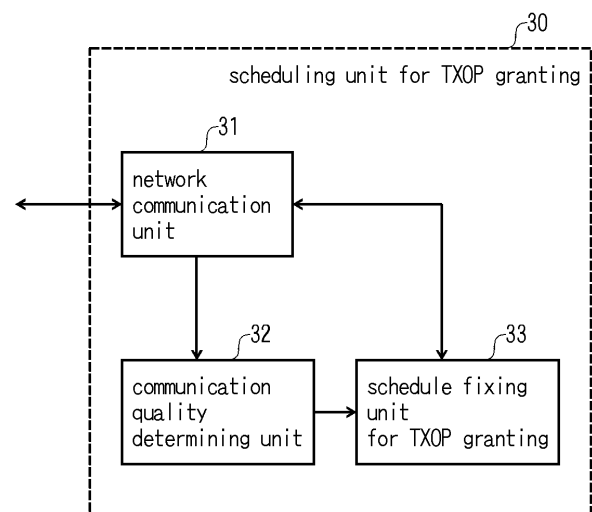 30
scheduling unit for TXOP granting
31
network
communication
unit
32
communication
quality
determining unit
33
schedule fixing
unit
for TXOP granting